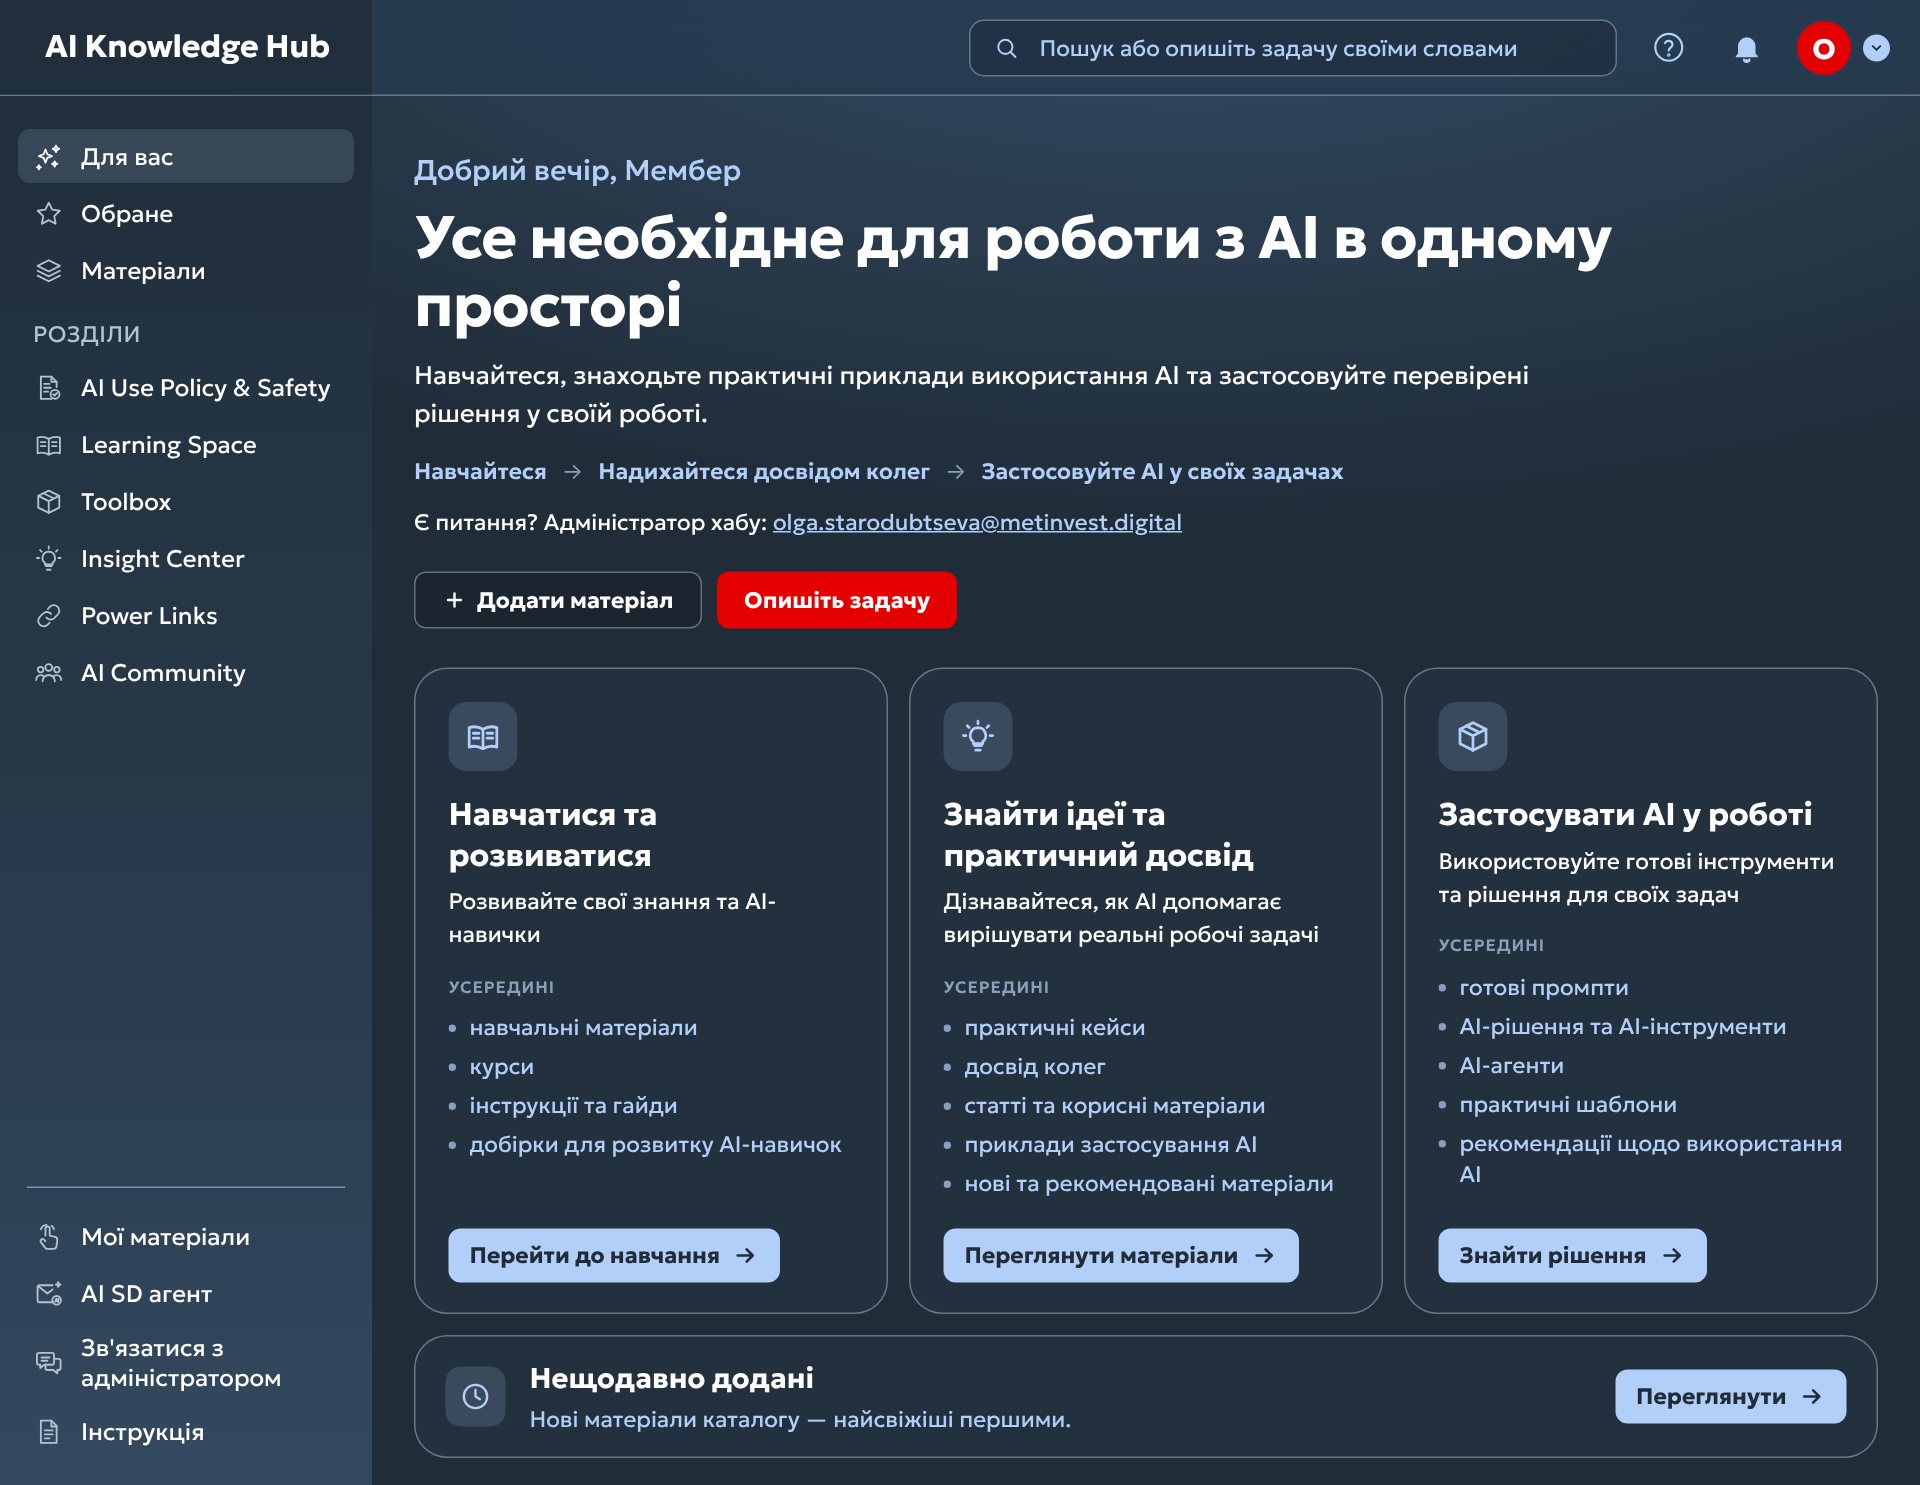 AI Knowledge Hub
Пошук або опишіть задачу своїми словами
O
Для вас
Обране
Матеріали
РОЗДІЛИ
AI Use Policy & Safety
Learning Space
Toolbox
Insight Center
Power Links
AI Community
Мої матеріали
AI SD агент
Зв'язатися з
адміністратором
Інструкція
Добрий вечір, Мембер
Усе необхідне для роботи з AI в одному
просторі
Навчайтеся, знаходьте практичні приклади використання AI та застосовуйте перевірені
рішення у своїй роботі.
Навчайтеся → Надихайтеся досвідом колег → Застосовуйте AI у своїх задачах
Є питання? Адміністратор хабу: olga.starodubtseva@metinvest.digital
+ Додати матеріал
Опишіть задачу
Навчатися та
розвиватися
Розвивайте свої знання та AI-
навички
УСЕРЕДИНІ
• навчальні матеріали
• курси
• інструкції та гайди
• добірки для розвитку AI-навичок
Перейти до навчання →
Знайти ідеї та
практичний досвід
Дізнавайтеся, як AI допомагає
вирішувати реальні робочі задачі
УСЕРЕДИНІ
• практичні кейси
• досвід колег
• статті та корисні матеріали
• приклади застосування AI
• нові та рекомендовані матеріали
Переглянути матеріали →
Застосувати AI у роботі
Використовуйте готові інструменти
та рішення для своїх задач
УСЕРЕДИНІ
• готові промпти
• AI-рішення та AI-інструменти
• AI-агенти
• практичні шаблони
• рекомендації щодо використання
AI
Знайти рішення →
Нещодавно додані
Нові матеріали каталогу — найсвіжіші першими.
Переглянути →